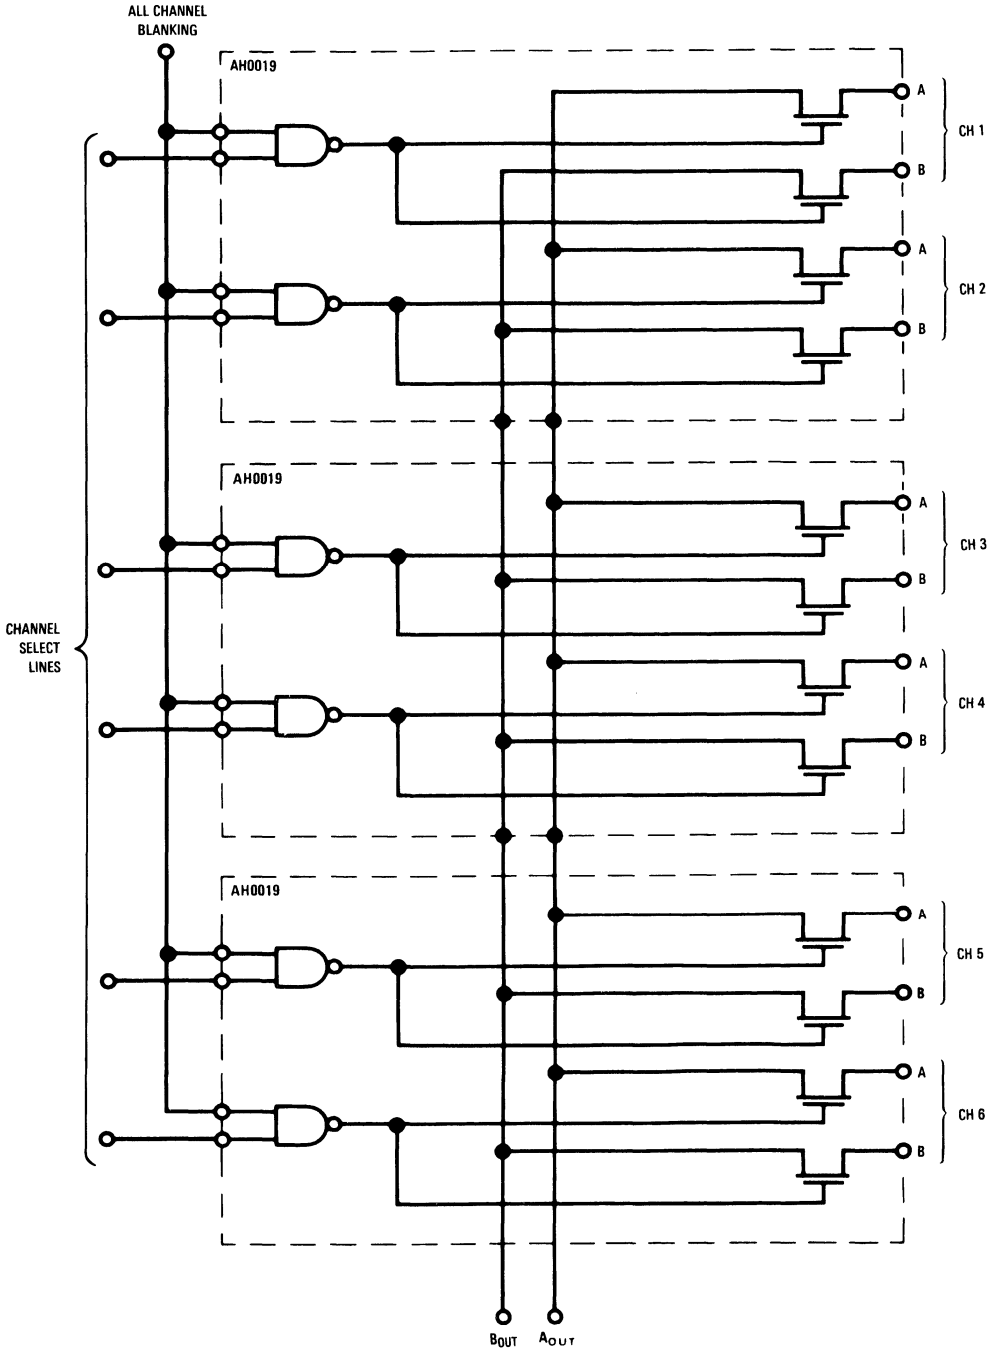 ALL CHANNEL
BLANKING
AH0019
A
CH 1
B
A
CH 2
B
AH0019
A
CH 3
B
CHANNEL
SELECT
LINES
A
CH 4
B
AH0019
A
CH 5
B
A
CH 6
B
BOUT
AOUT